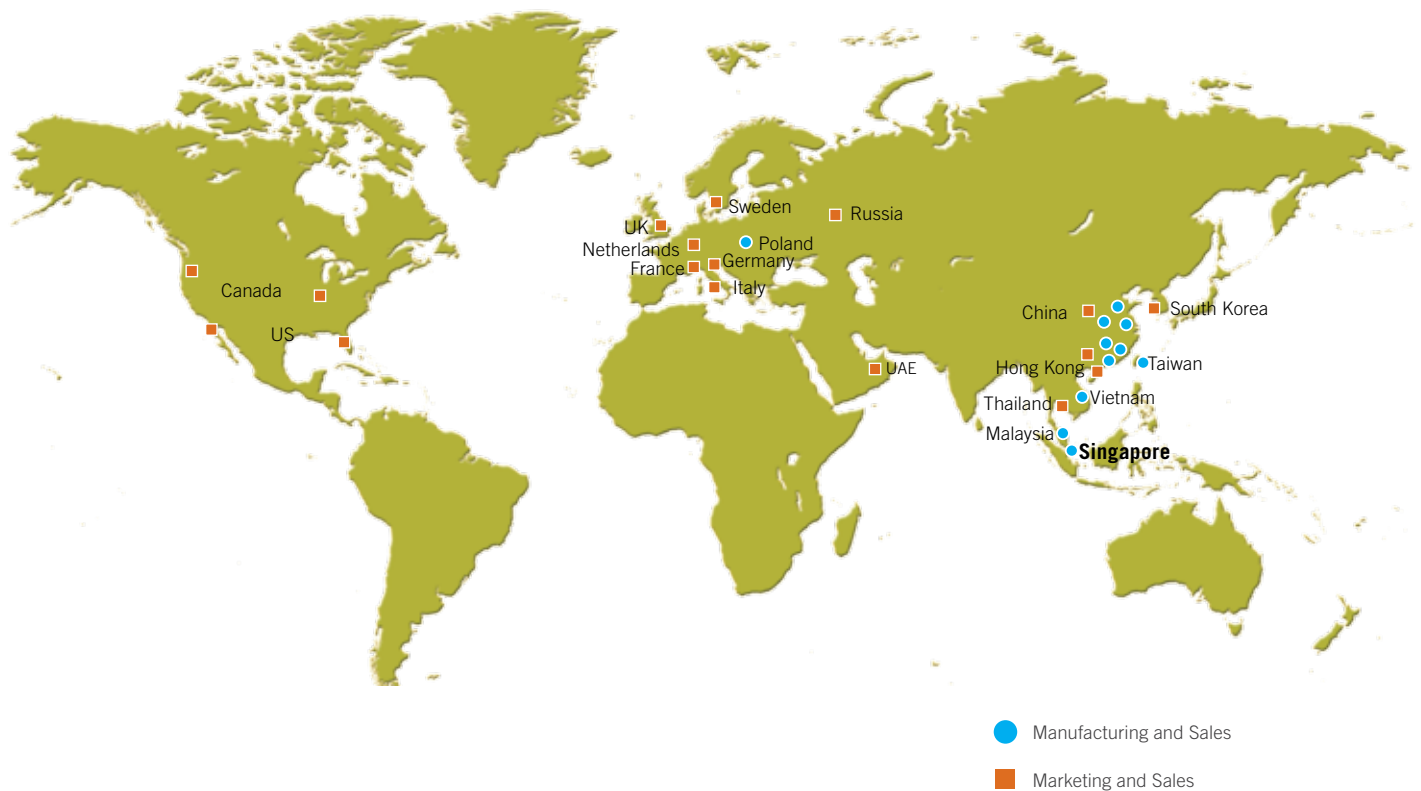 Sweden
Russia
UK
Netherlands
Poland
France
Germany
Italy
Canada
US
UAE
China
South Korea
Hong Kong
Taiwan
Thailand
Vietnam
Malaysia
Singapore
Manufacturing and Sales
Marketing and Sales